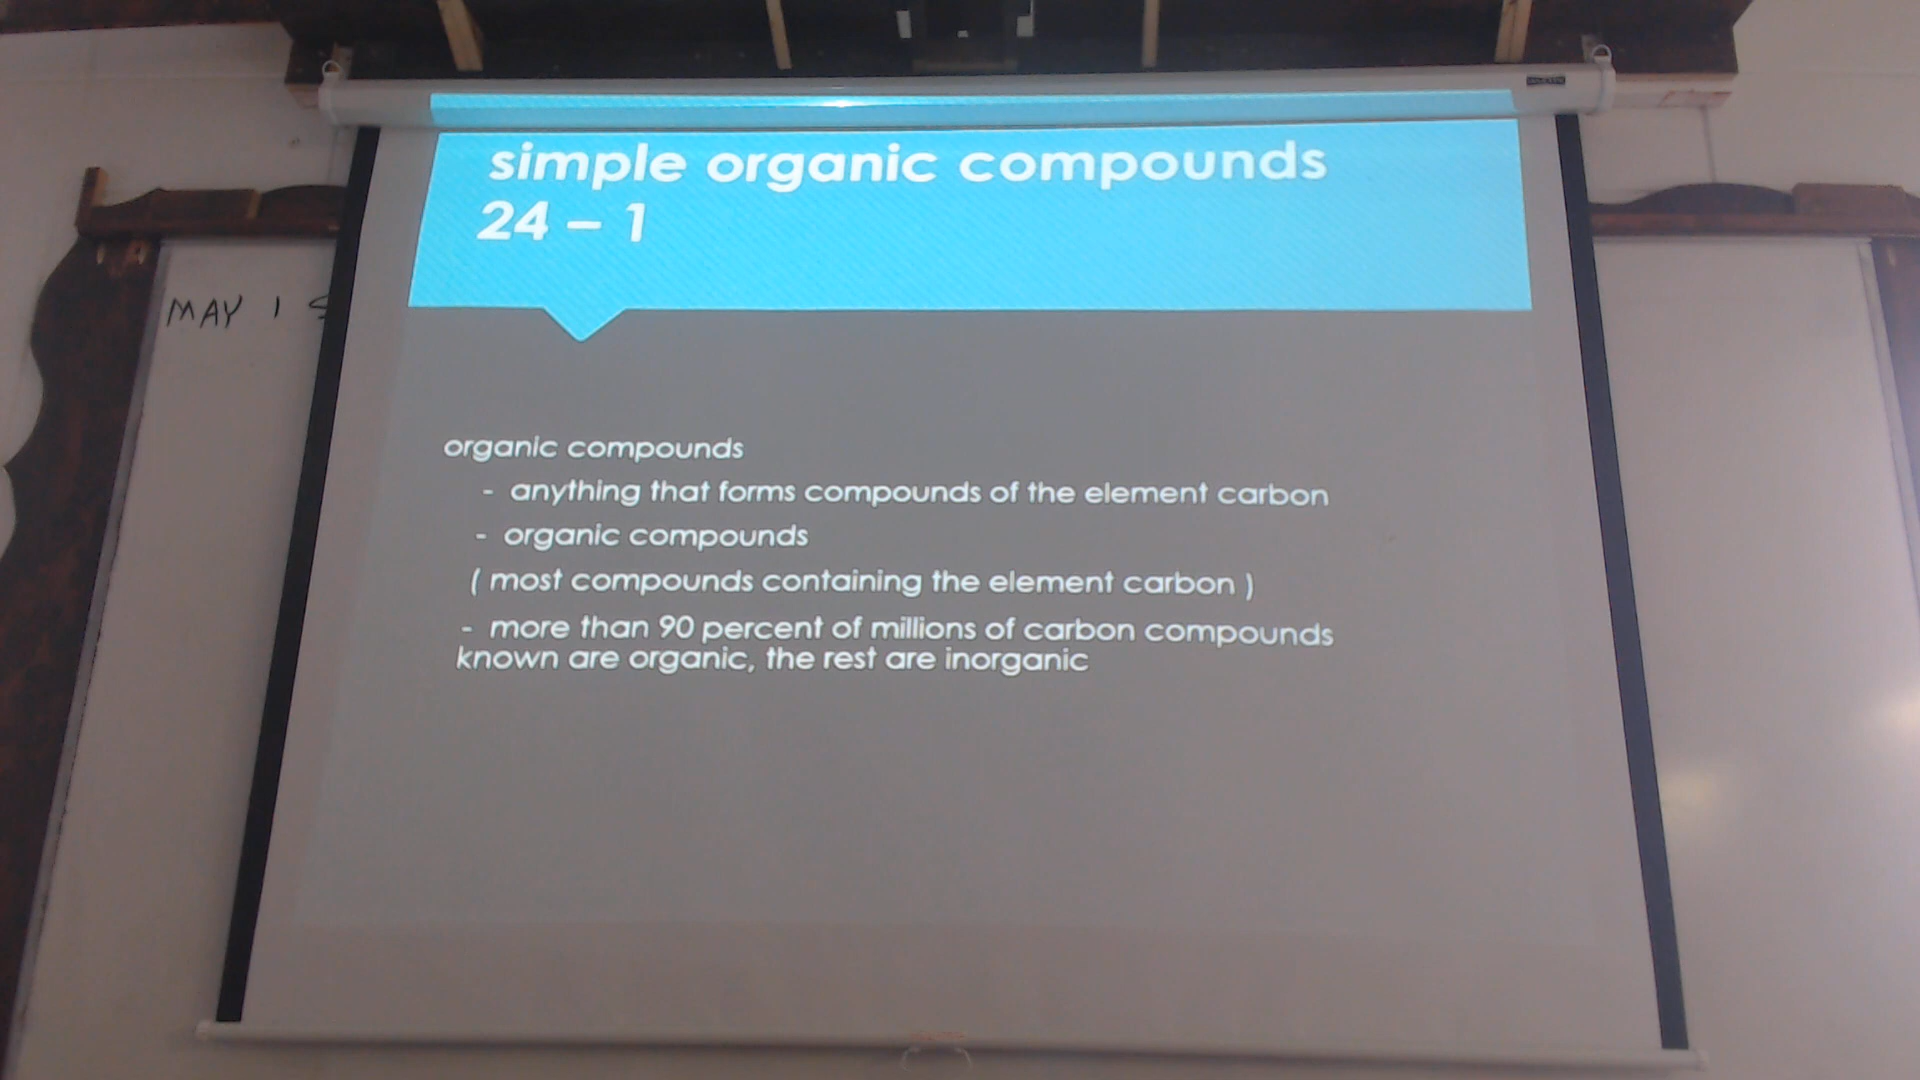 simple organic compounds
24 – 1
MAY 1
organic compounds
- anything that forms compounds of the element carbon
- organic compounds
( most compounds containing the element carbon )
- more than 90 percent of millions of carbon compounds
known are organic, the rest are inorganic